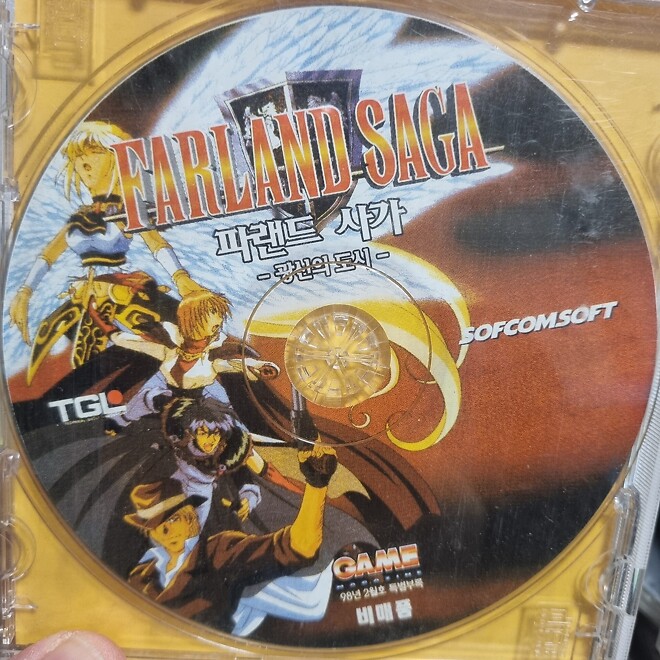 FARLAND SAGA
파랜드 사가
- 광신의 도시 -
SOFCOMSOFT
TGL
GAME
MAGAZINE
98년 2월호 특별부록
비매품